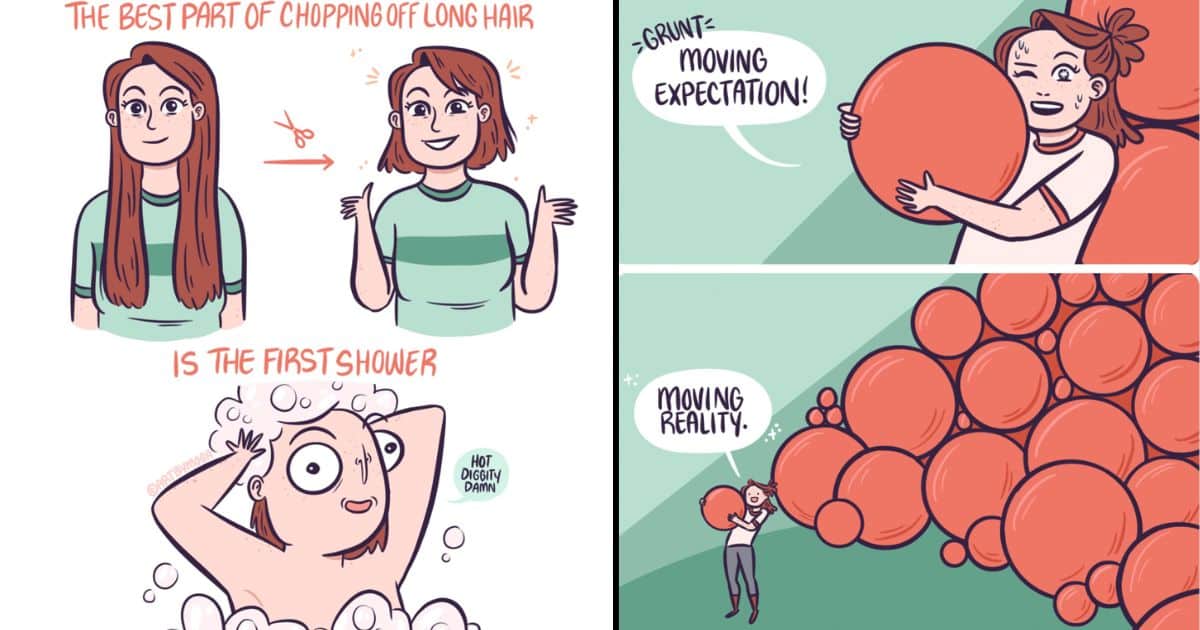 THE BEST PART OF CHOPPING OFF LONG HAIR
IS THE FIRST SHOWER
HOT
DIGGITY
DAMN
GRUNT
MOVING
EXPECTATION!
MOVING
REALITY.